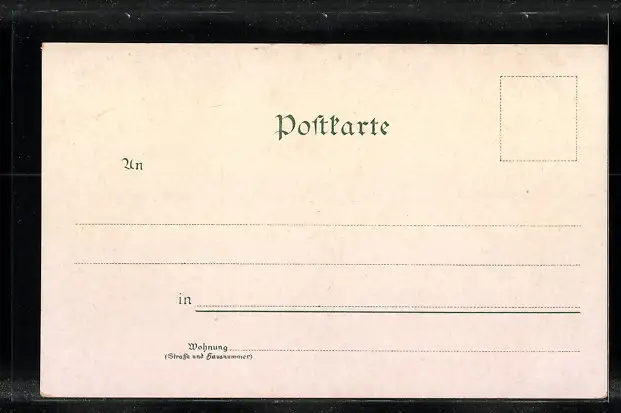 Postkarte
An
in
Wohnung
(Straße und Hausnummer)